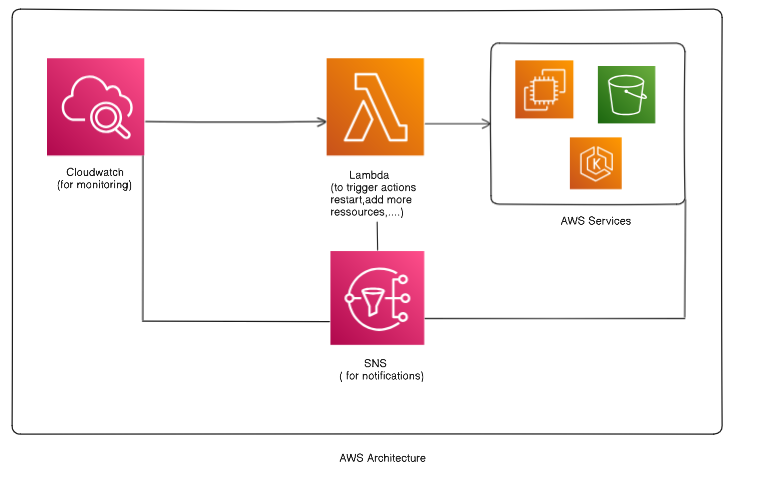 Cloudwatch
(for monitoring)
Lambda
(to trigger actions
restart,add more
ressources,....)
K
AWS Services
SNS
( for notifications)
AWS Architecture